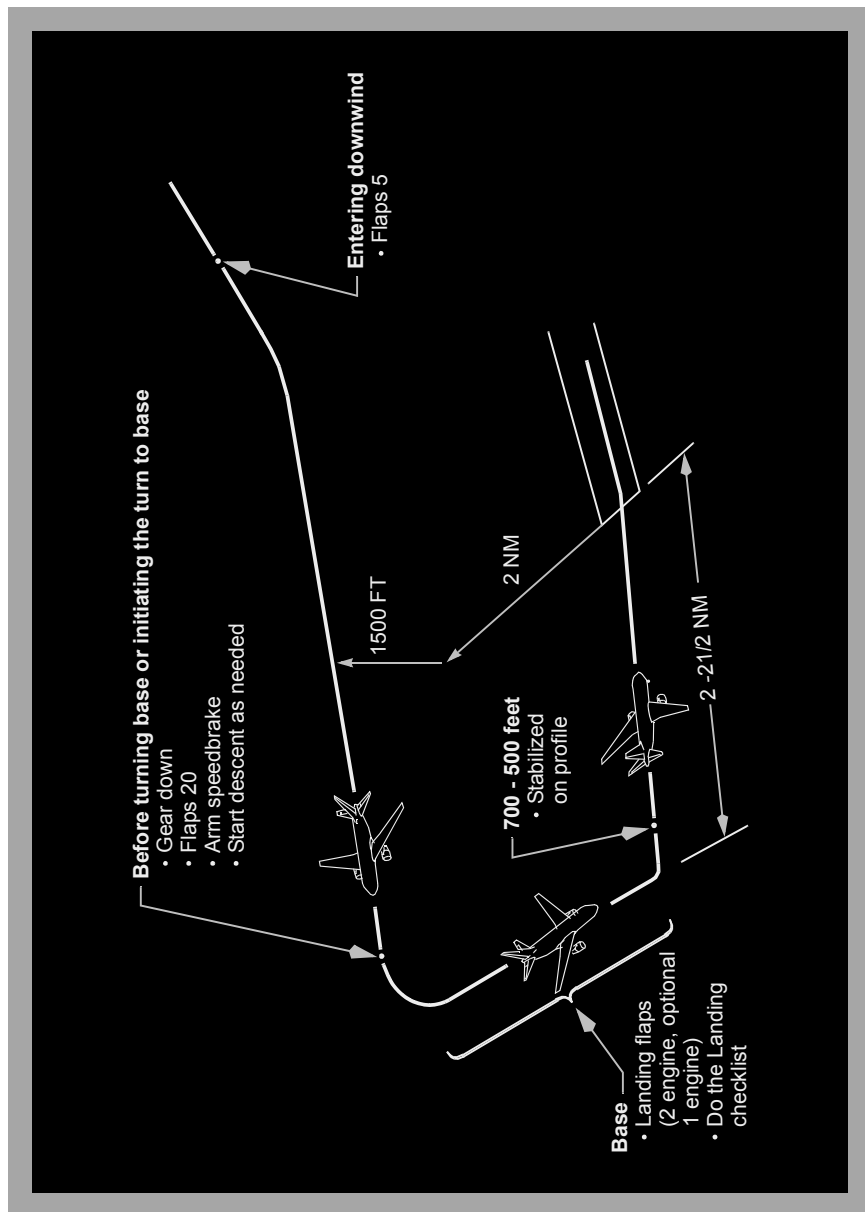 Entering downwind
• Flaps 5
Before turning base or initiating the turn to base
• Gear down
• Flaps 20
• Arm speedbrake
• Start descent as needed
1500 FT
2 NM
700 - 500 feet
• Stabilized
on profile
2 -21/2 NM
Base
• Landing flaps
(2 engine, optional
1 engine)
• Do the Landing
checklist